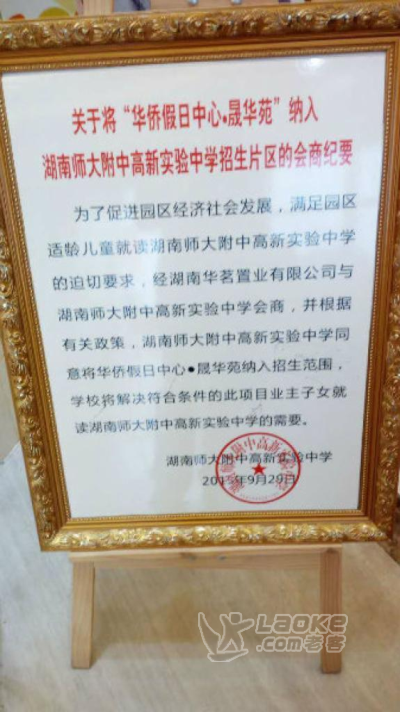 关于将“华侨假日中心•晟华苑”纳入
湖南师大附中高新实验中学招生片区的会商纪要
为了促进园区经济社会发展，满足园区
适龄儿童就读湖南师大附中高新实验中学
的迫切要求，经湖南华茗置业有限公司与
湖南师大附中高新实验中学会商，并根据
有关政策，湖南师大附中高新实验中学同
意将华侨假日中心•晟华苑纳入招生范围，
学校将解决符合条件的此项目业主子女就
读湖南师大附中高新实验中学的需要。
湖南师大附中高新实验中学
2015年9月29日
LAOKE
.com老客